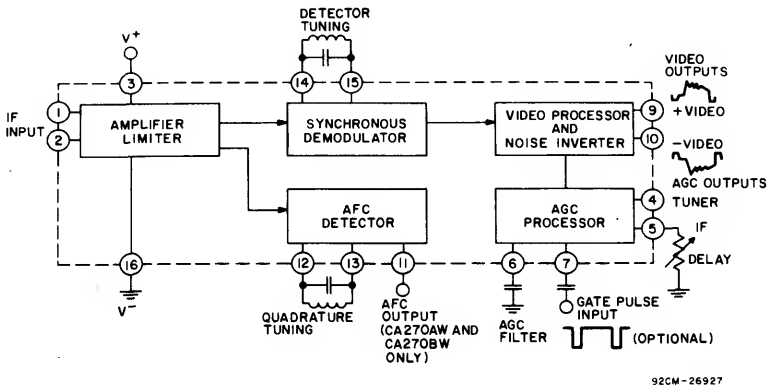 DETECTOR
TUNING
V+
3
14
15
VIDEO
OUTPUTS
IF
INPUT
1
2
AMPLIFIER
LIMITER
SYNCHRONOUS
DEMODULATOR
VIDEO PROCESSOR
AND
NOISE INVERTER
9
+VIDEO
10
-VIDEO
AGC OUTPUTS
AFC
DETECTOR
AGC
PROCESSOR
4
TUNER
5
IF
DELAY
16
V-
12
13
11
6
7
QUADRATURE
TUNING
AFC
OUTPUT
(CA270AW AND
CA270BW
ONLY)
AGC
FILTER
GATE PULSE
INPUT
(OPTIONAL)
92CM-26927